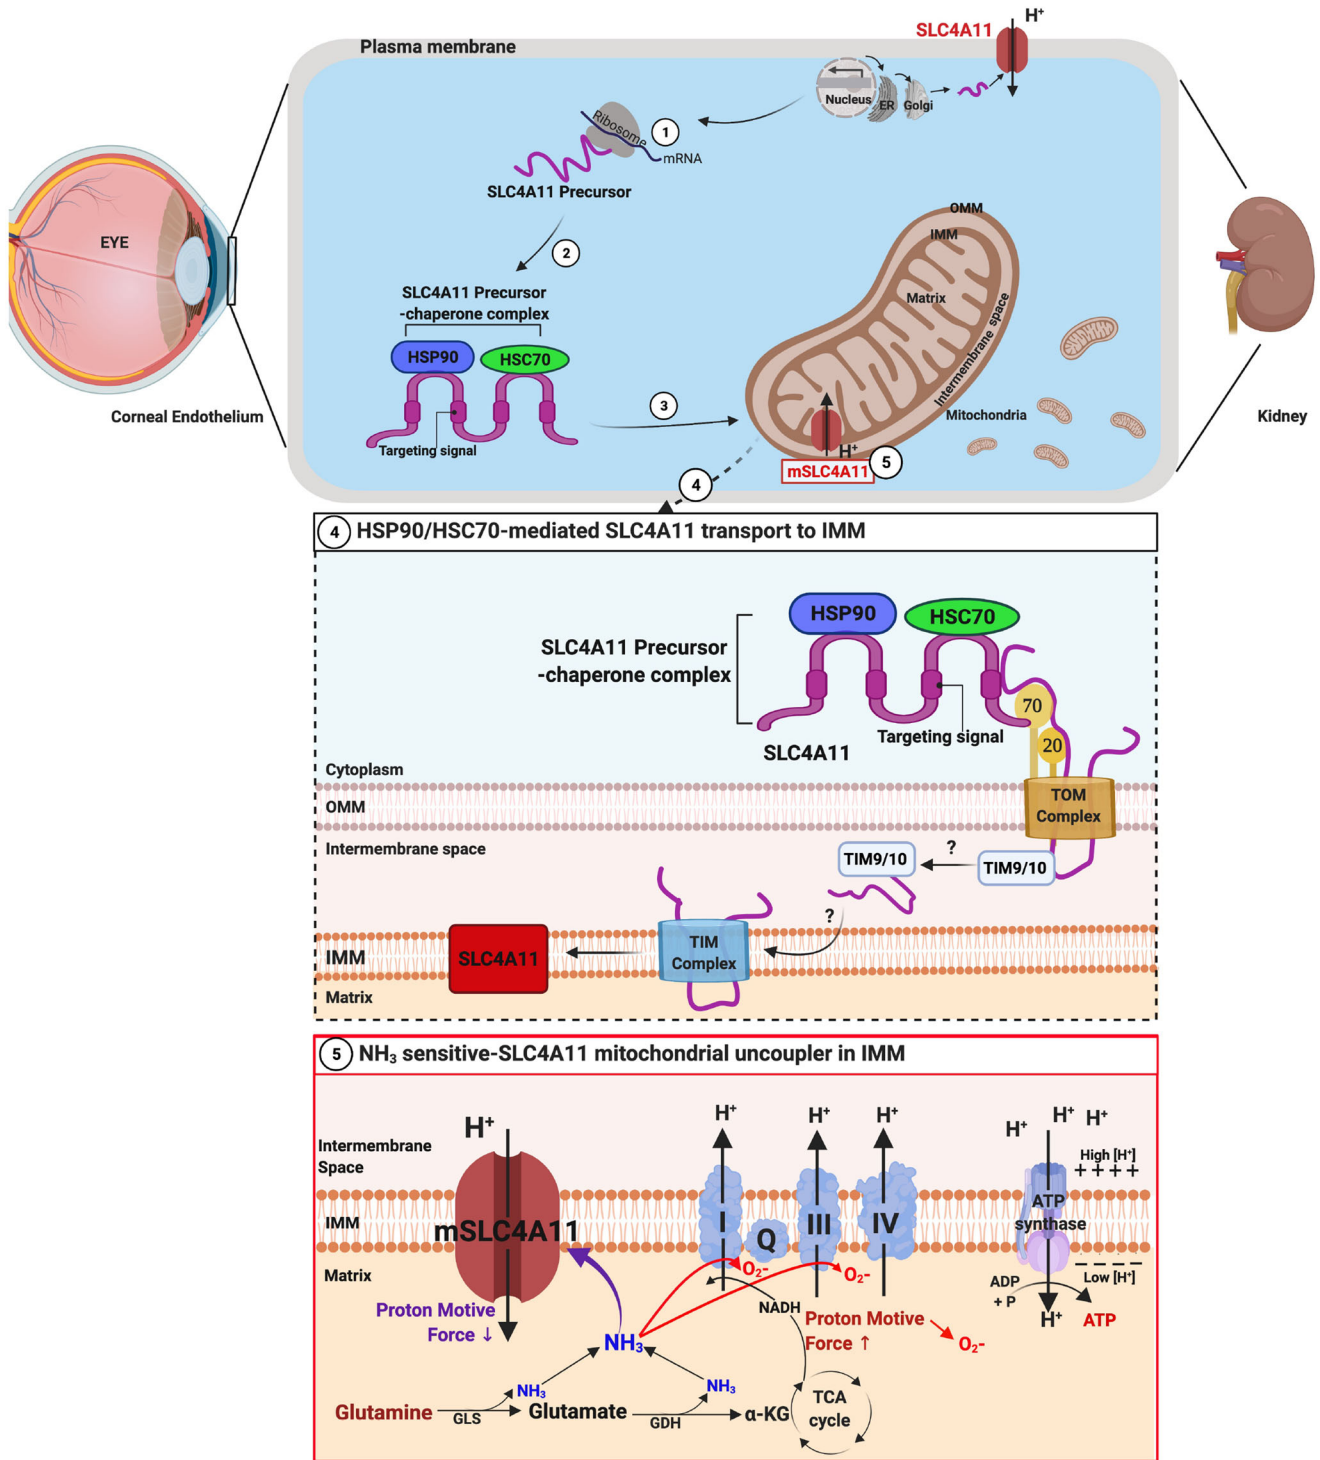 H⁺
SLC4A11
Plasma membrane
Nucleus
ER
Golgi
Ribosome
1
mRNA
SLC4A11 Precursor
2
EYE
OMM
IMM
Matrix
Intermembrane space
SLC4A11 Precursor
-chaperone complex
HSP90
HSC70
3
Mitochondria
Corneal Endothelium
Kidney
Targeting signal
H⁺
mSLC4A11
5
4
4 HSP90/HSC70-mediated SLC4A11 transport to IMM
HSP90
HSC70
SLC4A11 Precursor
-chaperone complex
70
20
Targeting signal
SLC4A11
Cytoplasm
OMM
TOM
Complex
Intermembrane space
TIM9/10
?
TIM9/10
?
IMM
SLC4A11
TIM
Complex
Matrix
5 NH₃ sensitive-SLC4A11 mitochondrial uncoupler in IMM
H⁺
H⁺
H⁺
H⁺
H⁺
H⁺
H⁺
Intermembrane
Space
High [H⁺]
+ + + +
ATP
synthase
IMM
mSLC4A11
I
Q
III
IV
Matrix
O₂-
O₂-
Low [H⁺]
– – – –
ADP
+ P
H⁺
ATP
NADH
Proton Motive
Force ↓
Proton Motive
Force ↑
O₂-
NH₃
NH₃
NH₃
Glutamine
GLS
Glutamate
GDH
α-KG
TCA
cycle